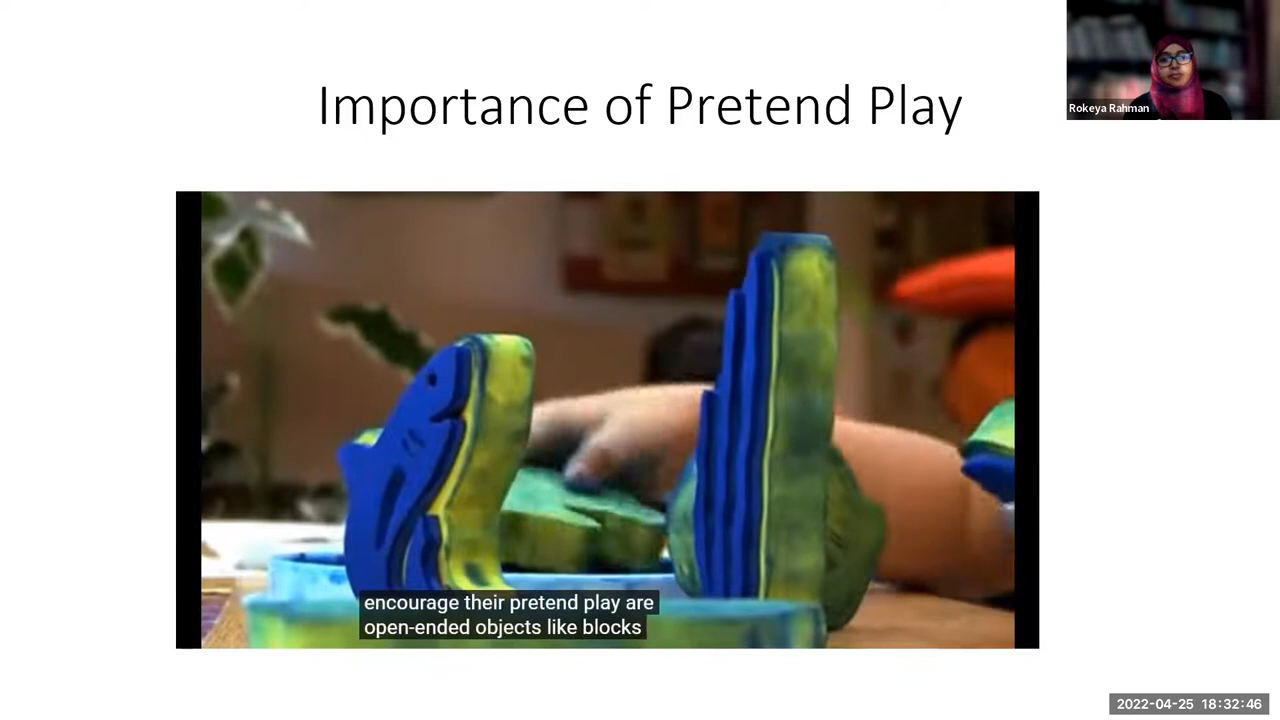 Importance of Pretend Play
Rokeya Rahman
encourage their pretend play are
open-ended objects like blocks
2022-04-25 18:32:46